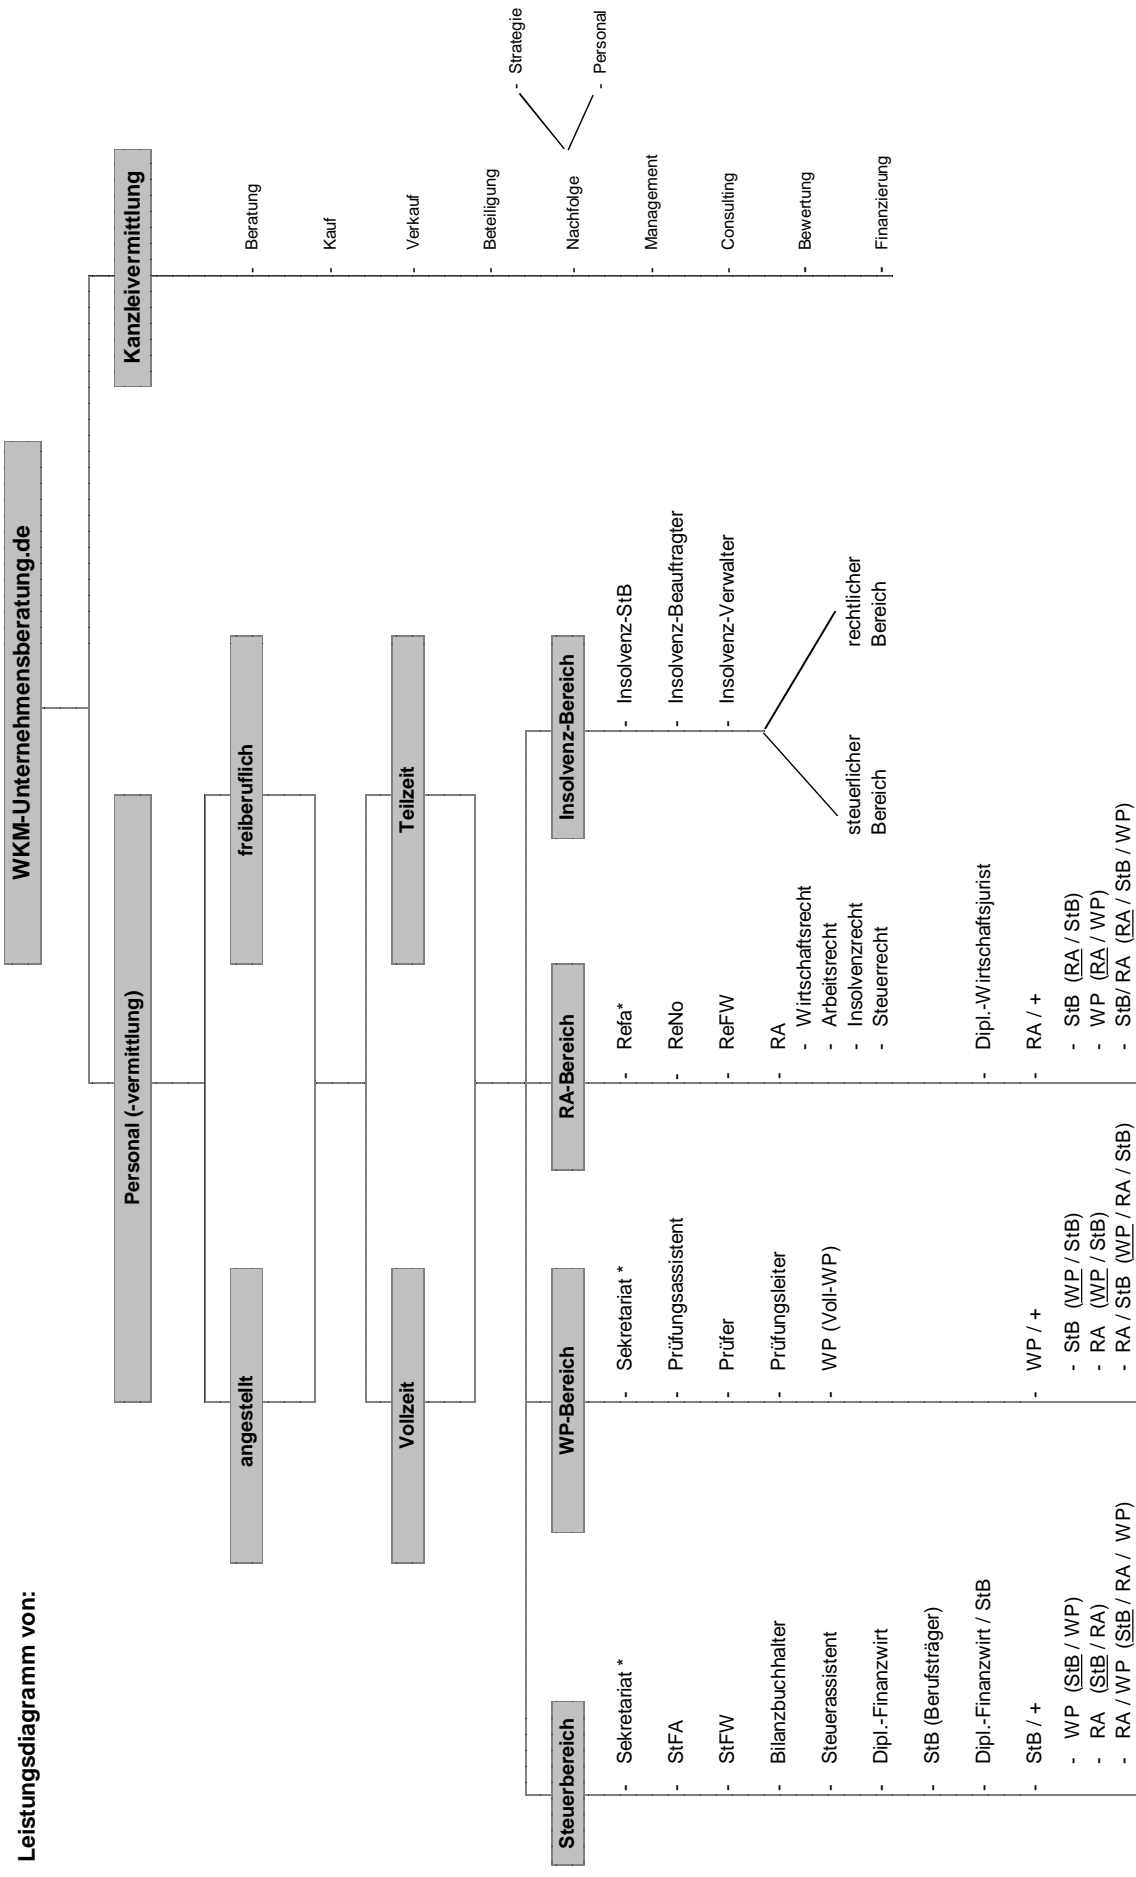 Leistungsdiagramm von:
WKM-Unternehmensberatung.de
Personal (-vermittlung)
Kanzleivermittlung
angestellt
freiberuflich
Vollzeit
Teilzeit
Steuerbereich
- Sekretariat *
- StFA
- StFW
- Bilanzbuchhalter
- Steuerassistent
- Dipl.-Finanzwirt
- StB (Berufsträger)
- Dipl.-Finanzwirt / StB
- StB / +
- WP (StB / WP)
- RA (StB / RA)
- RA / WP (StB / RA / WP)
WP-Bereich
- Sekretariat *
- Prüfungsassistent
- Prüfer
- Prüfungsleiter
- WP (Voll-WP)
- WP / +
- StB (WP / StB)
- RA (WP / StB)
- RA / StB (WP / RA / StB)
RA-Bereich
- Refa*
- ReNo
- ReFW
- RA
- Wirtschaftsrecht
- Arbeitsrecht
- Insolvenzrecht
- Steuerrecht
- Dipl.-Wirtschaftsjurist
- RA / +
- StB (RA / StB)
- WP (RA / WP)
- StB/ RA (RA / StB / WP)
Insolvenz-Bereich
- Insolvenz-StB
- Insolvenz-Beauftragter
- Insolvenz-Verwalter
steuerlicher
Bereich
rechtlicher
Bereich
- Beratung
- Kauf
- Verkauf
- Beteiligung
- Nachfolge
- Strategie
- Personal
- Management
- Consulting
- Bewertung
- Finanzierung